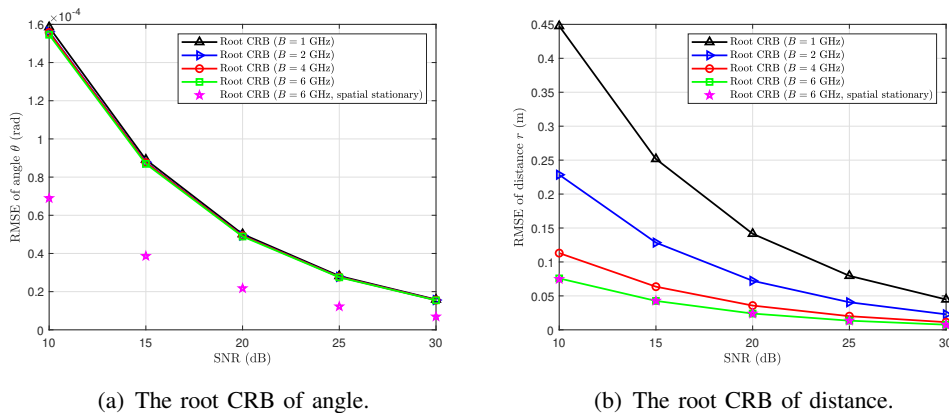 ×10⁻⁴
1.6
1.4
1.2
1
0.8
0.6
0.4
0.2
0
RMSE of angle θ (rad)
10 15 20 25 30
SNR (dB)
Root CRB (B = 1 GHz)
Root CRB (B = 2 GHz)
Root CRB (B = 4 GHz)
Root CRB (B = 6 GHz)
Root CRB (B = 6 GHz, spatial stationary)
(a) The root CRB of angle.
0.45
0.4
0.35
0.3
0.25
0.2
0.15
0.1
0.05
0
RMSE of distance r (m)
10 15 20 25 30
SNR (dB)
Root CRB (B = 1 GHz)
Root CRB (B = 2 GHz)
Root CRB (B = 4 GHz)
Root CRB (B = 6 GHz)
Root CRB (B = 6 GHz, spatial stationary)
(b) The root CRB of distance.